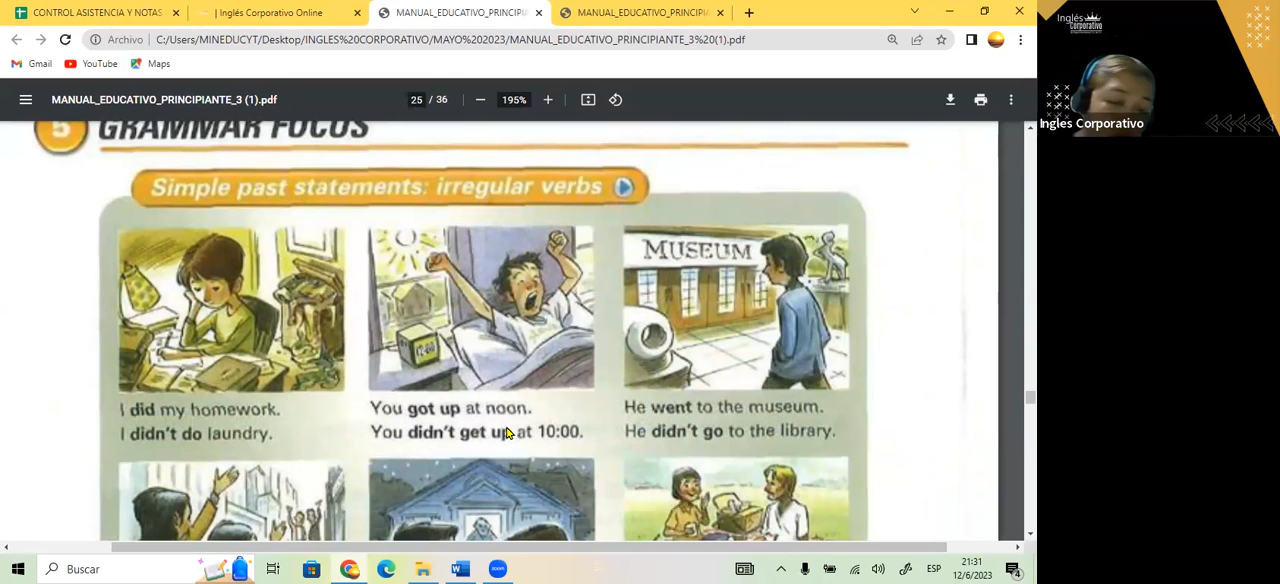 CONTROL ASISTENCIA Y NOTAS
| Inglés Corporativo Online
MANUAL_EDUCATIVO_PRINCIPI
MANUAL_EDUCATIVO_PRINCIPI
Archivo
C:/Users/MINEDUCYT/Desktop/INGLES%20CORPORATIVO/MAYO%202023/MANUAL_EDUCATIVO_PRINCIPIANTE_3%20(1).pdf
Gmail
YouTube
Maps
MANUAL_EDUCATIVO_PRINCIPIANTE_3 (1).pdf
25 / 36
195%
Inglés
Corporativo
Ingles Corporativo
5 GRAMMAR FOCUS
Simple past statements: irregular verbs
MUSEUM
12:00
I did my homework.
I didn't do laundry.
You got up at noon.
You didn't get up at 10:00.
He went to the museum.
He didn't go to the library.
Buscar
ESP
21:31
12/6/2023
4